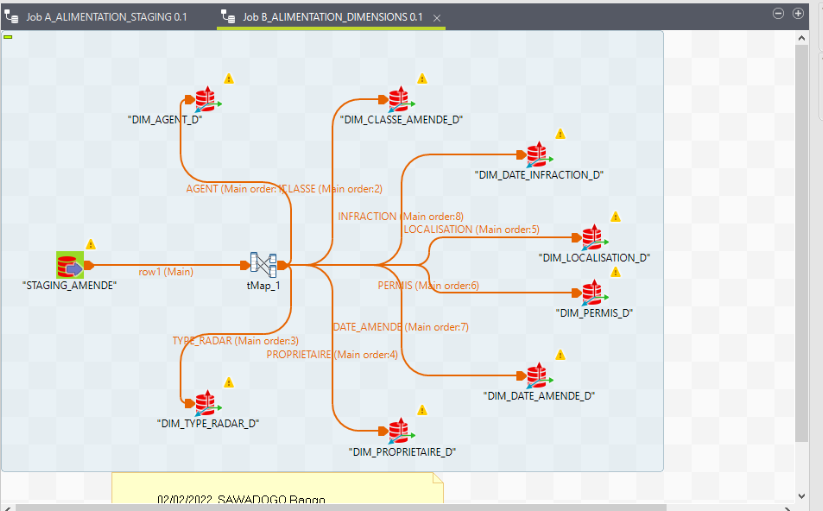 Job A_ALIMENTATION_STAGING 0.1
Job B_ALIMENTATION_DIMENSIONS 0.1
"DIM_AGENT_D"
"DIM_CLASSE_AMENDE_D"
"DIM_DATE_INFRACTION_D"
AGENT (Main order:1)
CLASSE (Main order:2)
INFRACTION (Main order:8)
LOCALISATION (Main order:5)
"DIM_LOCALISATION_D"
row1 (Main)
"STAGING_AMENDE"
tMap_1
PERMIS (Main order:6)
"DIM_PERMIS_D"
DATE_AMENDE (Main order:7)
TYPE_RADAR (Main order:3)
PROPRIETAIRE (Main order:4)
"DIM_DATE_AMENDE_D"
"DIM_TYPE_RADAR_D"
"DIM_PROPRIETAIRE_D"
02/02/2022 SAWADOGO